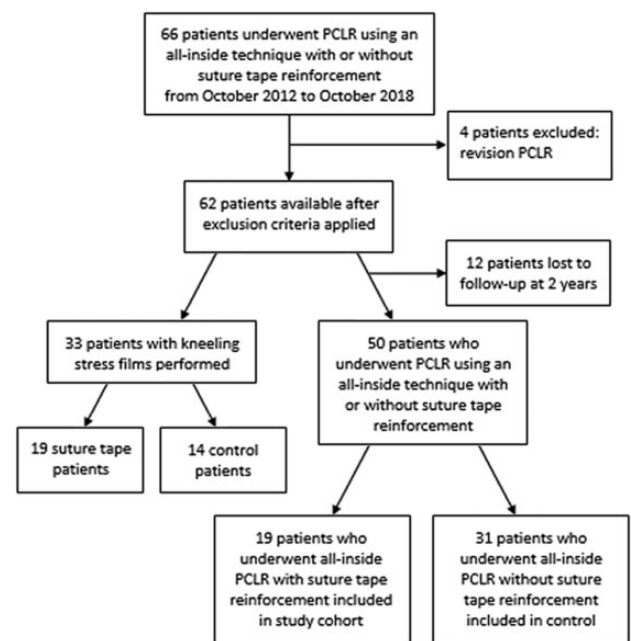 66 patients underwent PCLR using an
all-inside technique with or without
suture tape reinforcement
from October 2012 to October 2018
4 patients excluded:
revision PCLR
62 patients available after
exclusion criteria applied
12 patients lost to
follow-up at 2 years
33 patients with kneeling
stress films performed
50 patients who
underwent PCLR using an
all-inside technique with
or without suture tape
reinforcement
19 suture tape
patients
14 control
patients
19 patients who
underwent all-inside
PCLR with suture tape
reinforcement included
in study cohort
31 patients who
underwent all-inside
PCLR without suture
tape reinforcement
included in control